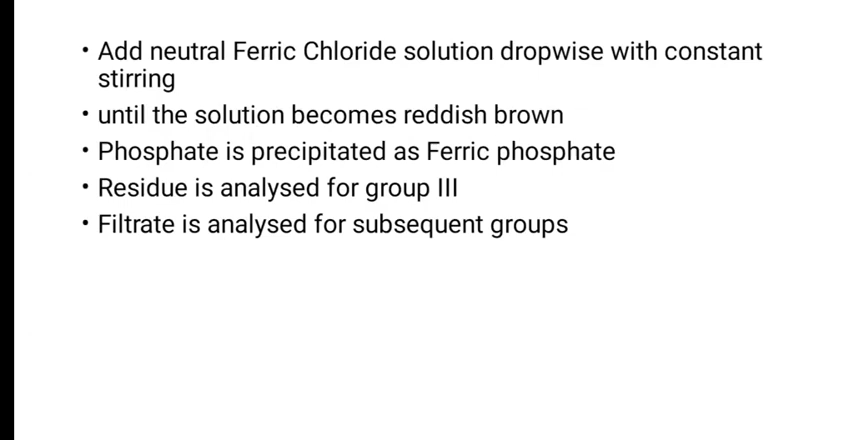 • Add neutral Ferric Chloride solution dropwise with constant
stirring
• until the solution becomes reddish brown
• Phosphate is precipitated as Ferric phosphate
• Residue is analysed for group III
• Filtrate is analysed for subsequent groups